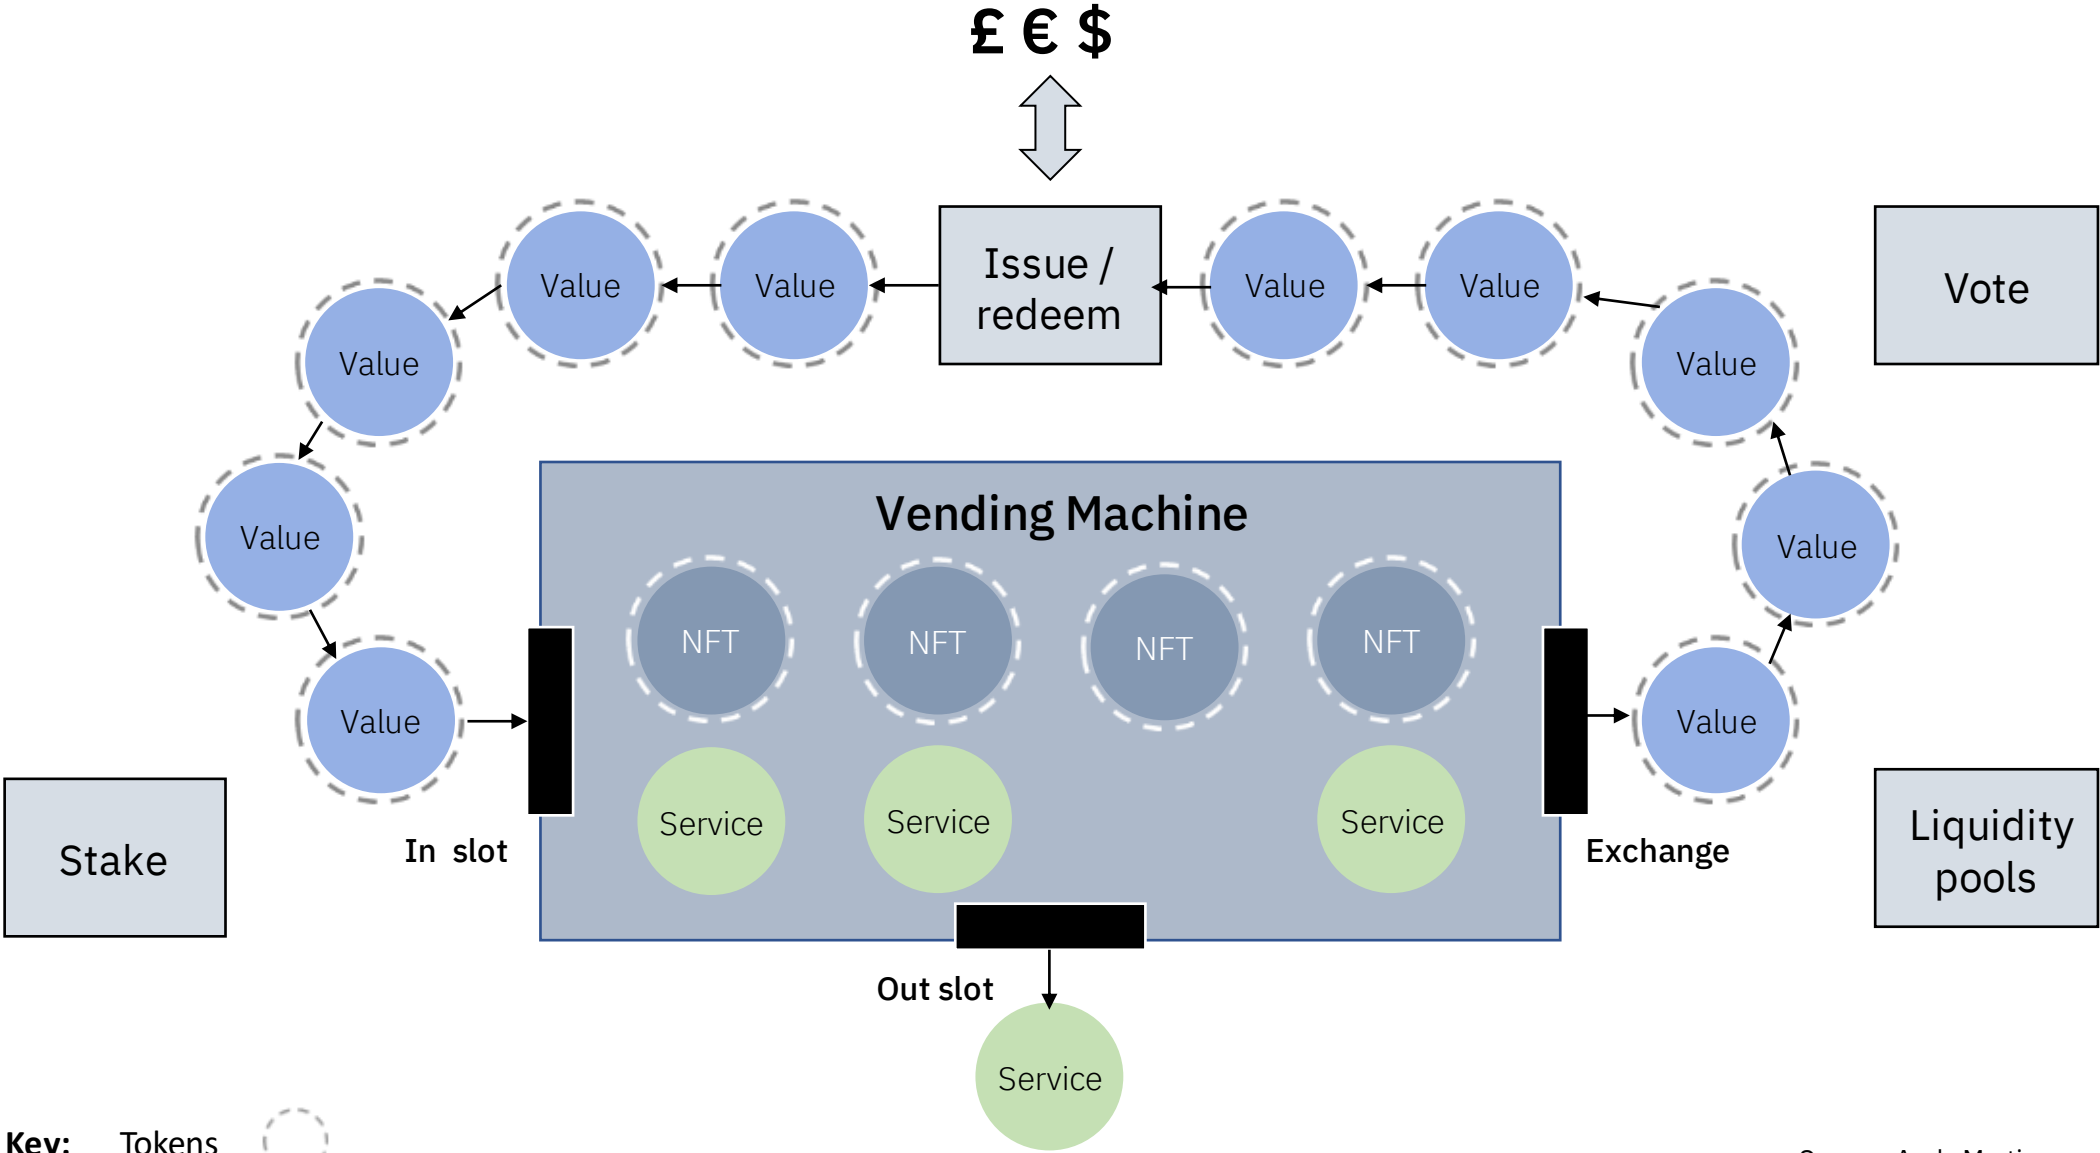 £ € $
Value
Value
Issue /
redeem
Value
Value
Vote
Value
Value
Value
Value
Vending Machine
NFT
NFT
NFT
NFT
Value
Value
Service
Service
Service
In slot
Exchange
Stake
Liquidity
pools
Out slot
Service
Key: Tokens